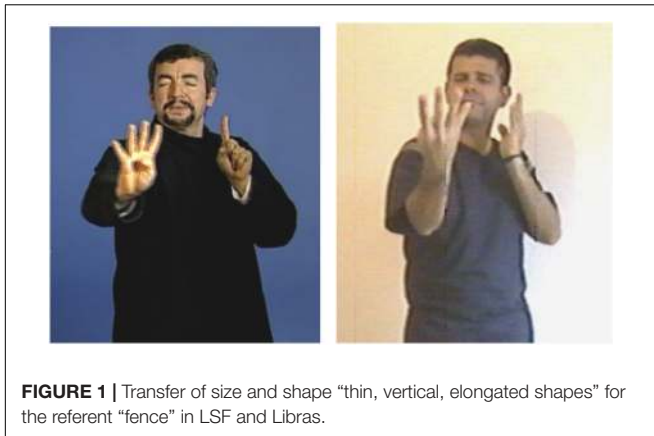 FIGURE 1 | Transfer of size and shape “thin, vertical, elongated shapes” for
the referent “fence” in LSF and Libras.